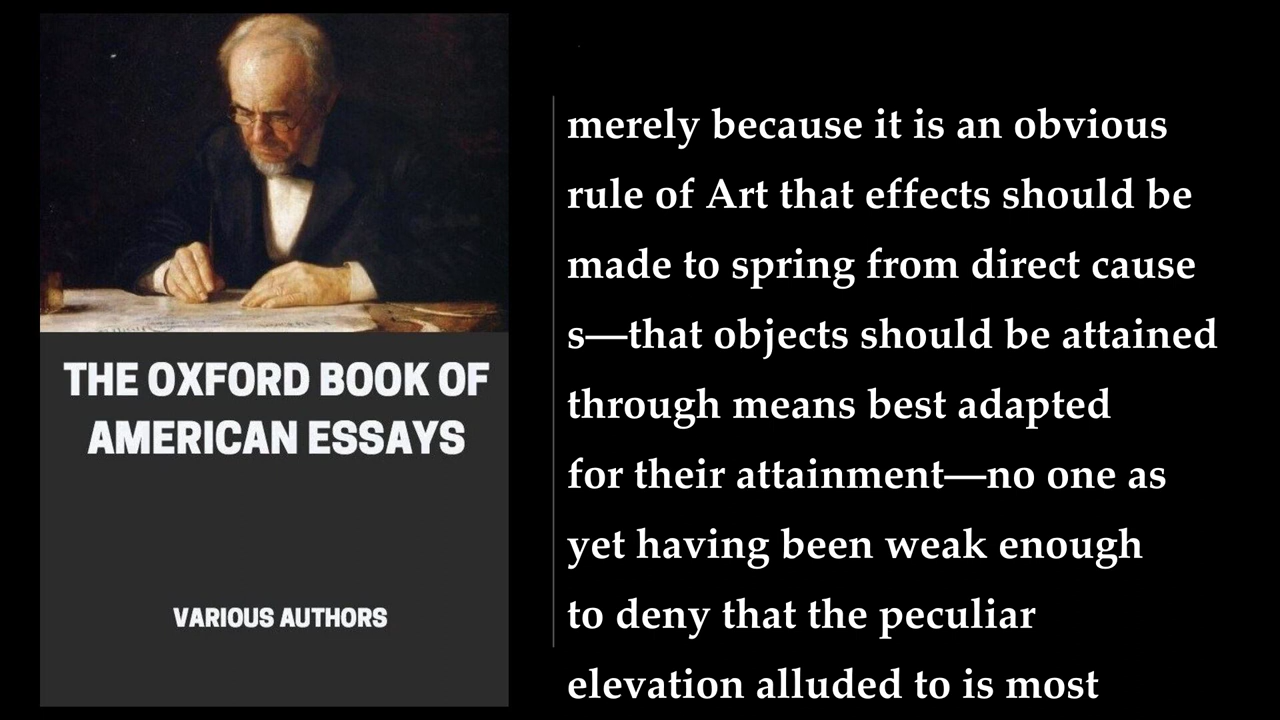 THE OXFORD BOOK OF
AMERICAN ESSAYS
VARIOUS AUTHORS
merely because it is an obvious
rule of Art that effects should be
made to spring from direct cause
s—that objects should be attained
through means best adapted
for their attainment—no one as
yet having been weak enough
to deny that the peculiar
elevation alluded to is most